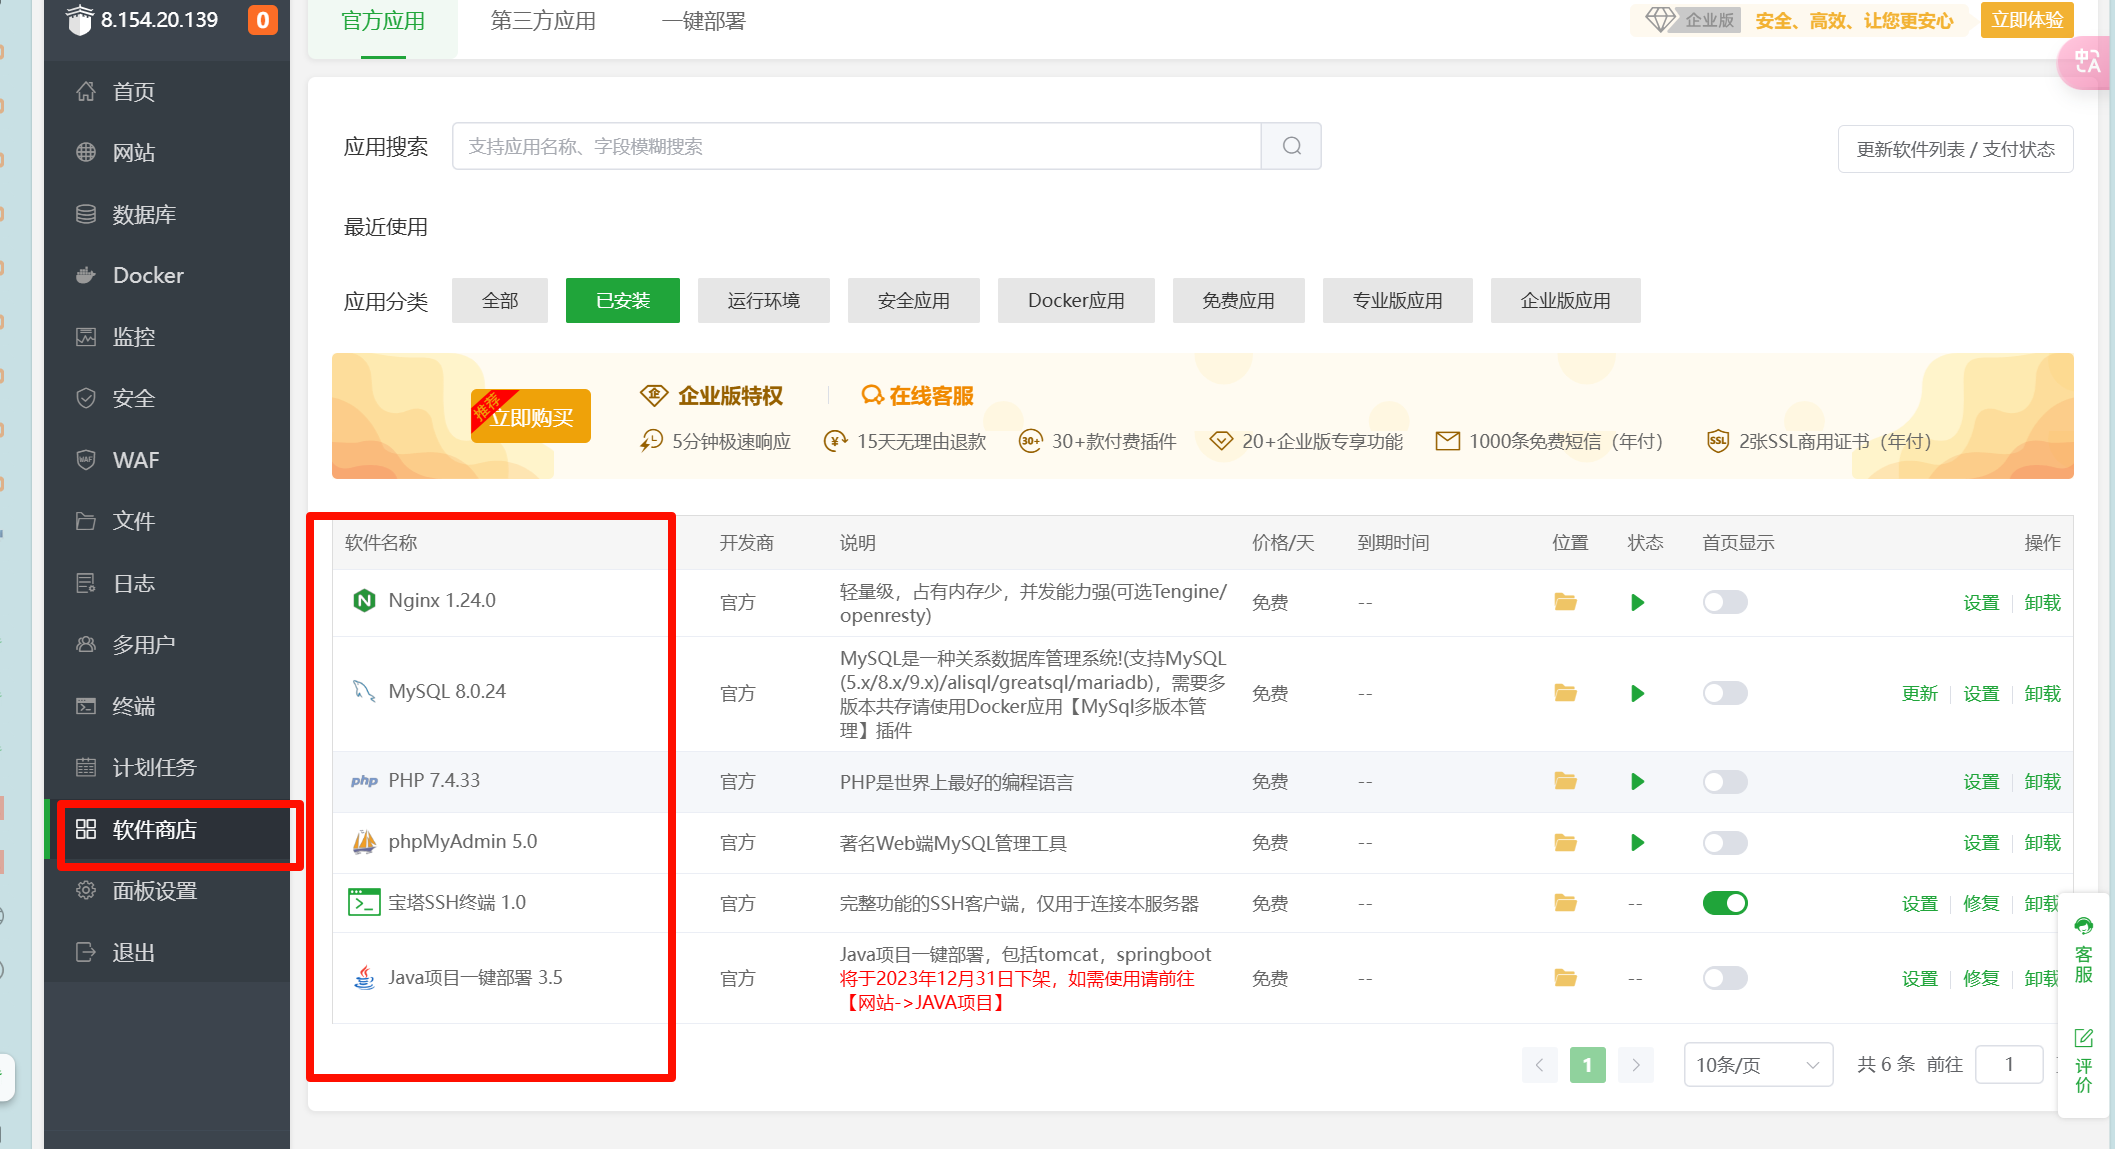 8.154.20.139
0
首页
网站
数据库
Docker
监控
安全
WAF
文件
日志
多用户
终端
计划任务
软件商店
面板设置
退出
官方应用
第三方应用
一键部署
企业版
安全、高效、让您更安心
立即体验
应用搜索
支持应用名称、字段模糊搜索
更新软件列表 / 支付状态
最近使用
应用分类
全部
已安装
运行环境
安全应用
Docker应用
免费应用
专业版应用
企业版应用
推荐
立即购买
企业版特权
在线客服
5分钟极速响应
15天无理由退款
30+
30+款付费插件
20+企业版专享功能
1000条免费短信（年付）
SSL
2张SSL商用证书（年付）
软件名称 开发商 说明 价格/天 到期时间 位置 状态 首页显示 操作
Nginx 1.24.0 官方
轻量级，占有内存少，并发能力强(可选Tengine/
openresty)
免费 -- 设置 卸载
MySQL 8.0.24 官方
MySQL是一种关系数据库管理系统!(支持MySQL
(5.x/8.x/9.x)/alisql/greatsql/mariadb)，需要多
版本共存请使用Docker应用【MySql多版本管
理】插件
免费 -- 更新 设置 卸载
php PHP 7.4.33 官方 PHP是世界上最好的编程语言 免费 -- 设置 卸载
phpMyAdmin 5.0 官方 著名Web端MySQL管理工具 免费 -- 设置 卸载
宝塔SSH终端 1.0 官方 完整功能的SSH客户端，仅用于连接本服务器 免费 -- -- 设置 修复 卸载
Java项目一键部署 3.5 官方
Java项目一键部署，包括tomcat，springboot
将于2023年12月31日下架，如需使用请前往
【网站->JAVA项目】
免费 -- -- 设置 修复 卸载
1
10条/页
共 6 条
前往
1
客服
评价